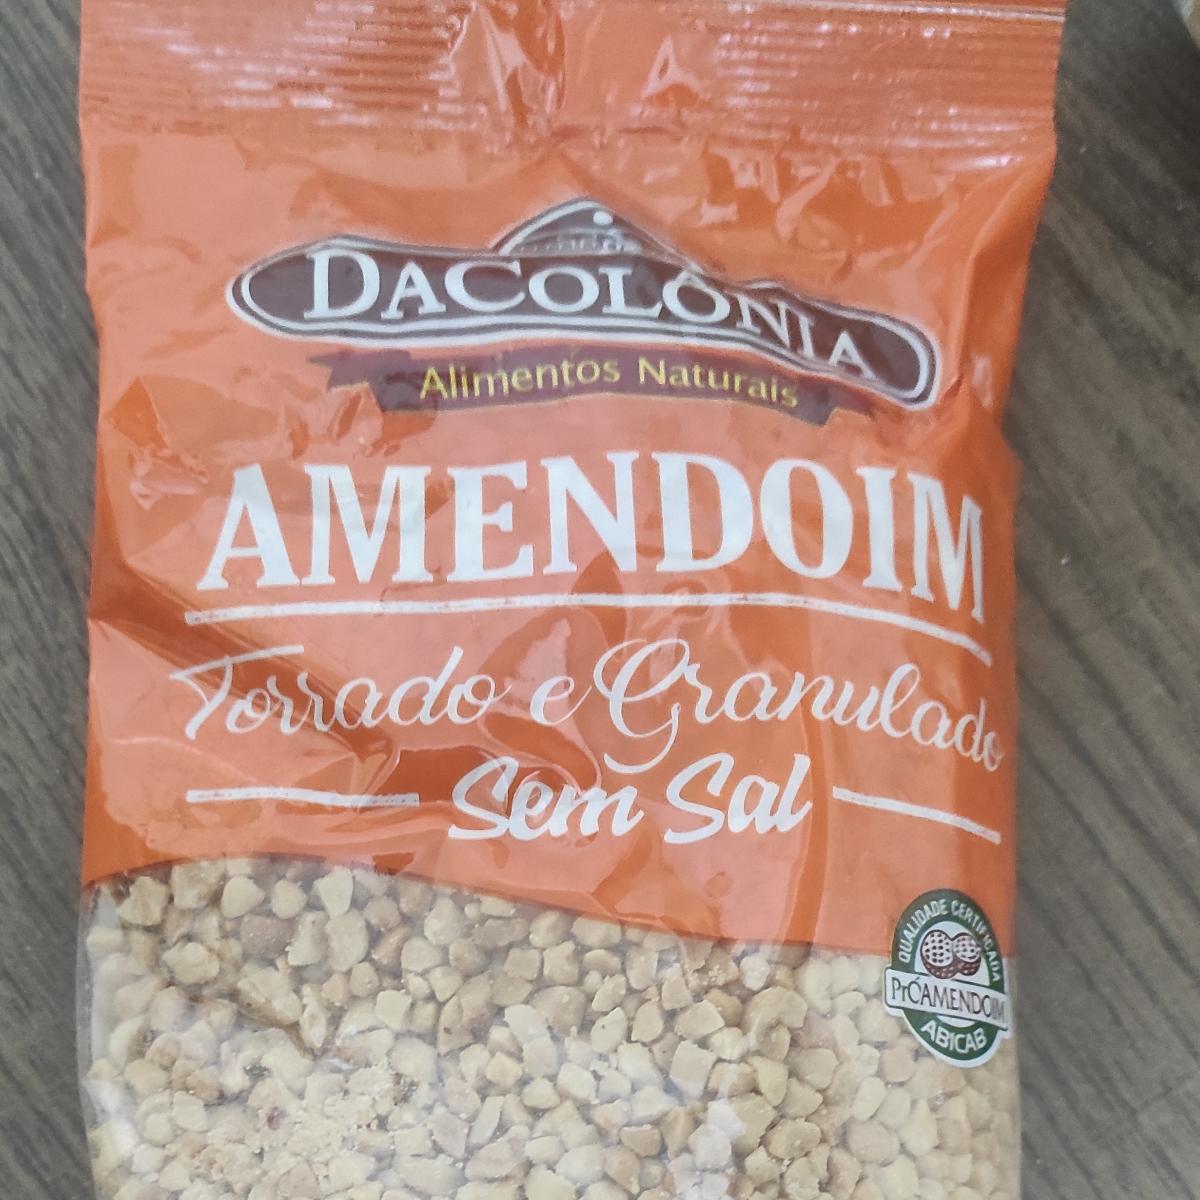 DACOLÔNIA
Alimentos Naturais
AMENDOIM
Torrado e Granulado
Sem Sal
QUALIDADE CERTIFICADA
PróAMENDOIM
ABICAB